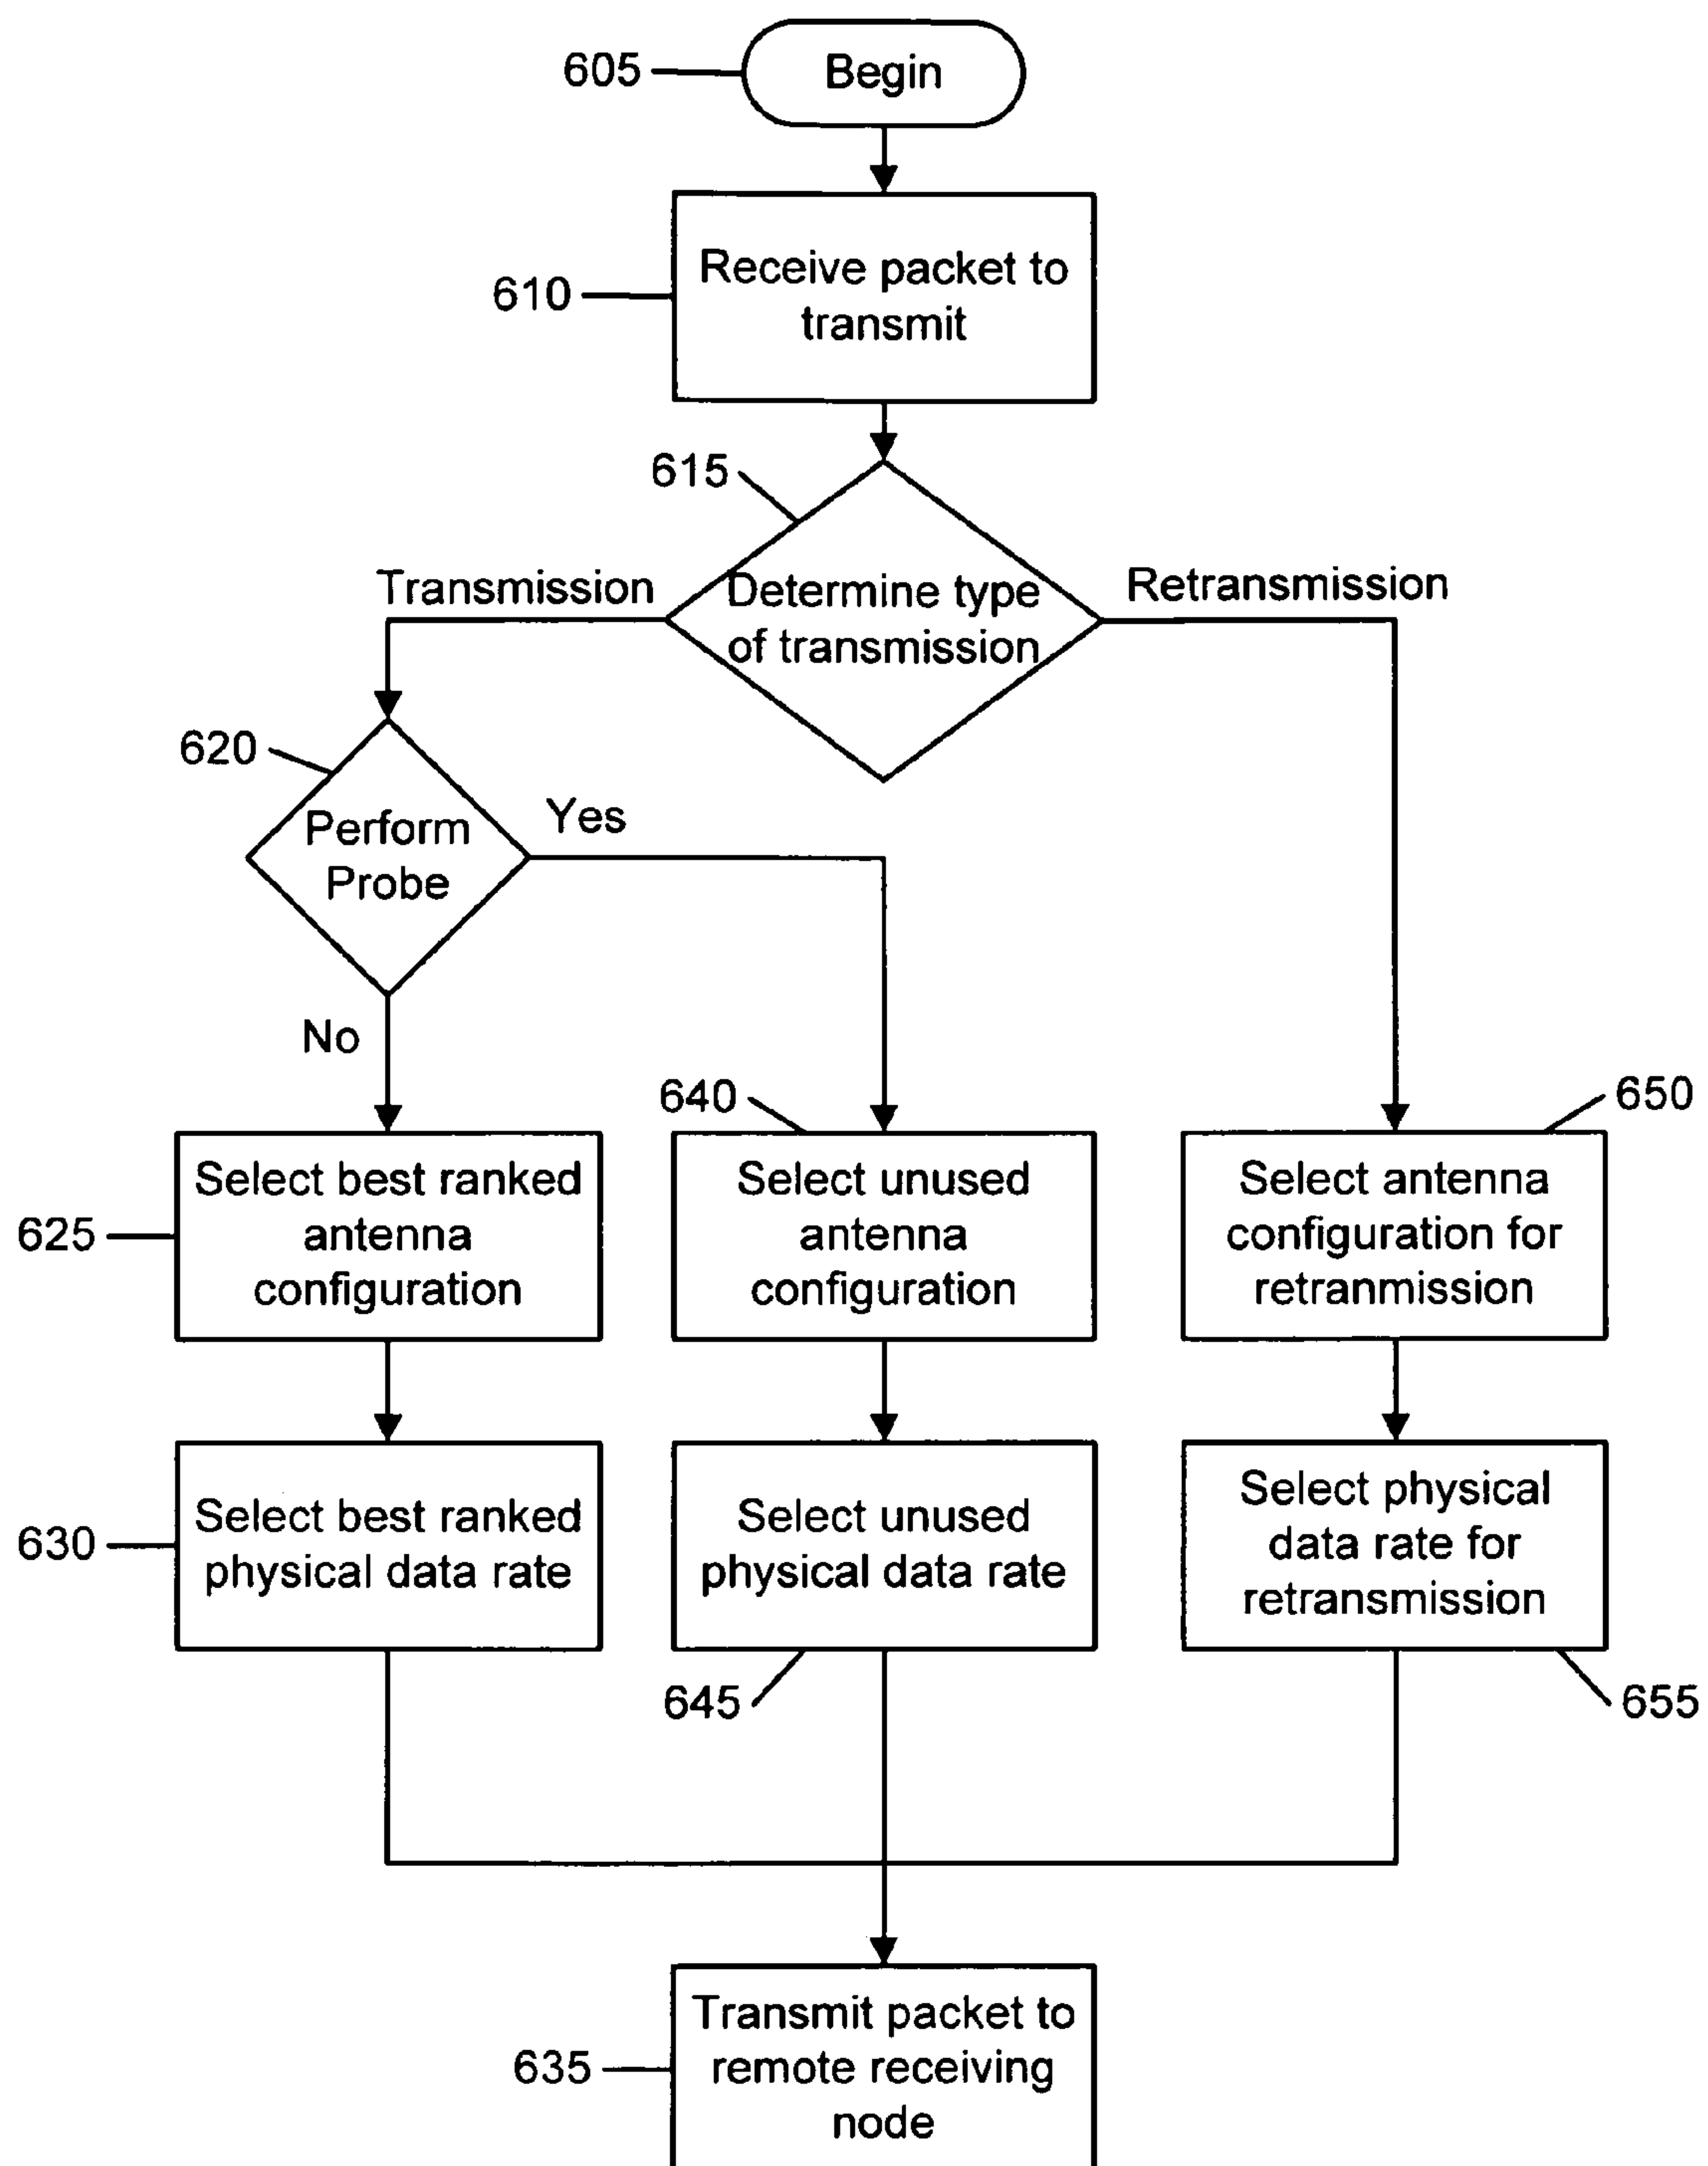 605
Begin
610
Receive packet to
transmit
615
Transmission
Determine type
of transmission
Retransmission
620
Perform
Probe
Yes
No
640
650
625
Select best ranked
antenna
configuration
Select unused
antenna
configuration
Select antenna
configuration for
retranmission
630
Select best ranked
physical data rate
Select unused
physical data rate
Select physical
data rate for
retransmission
645
655
635
Transmit packet to
remote receiving
node